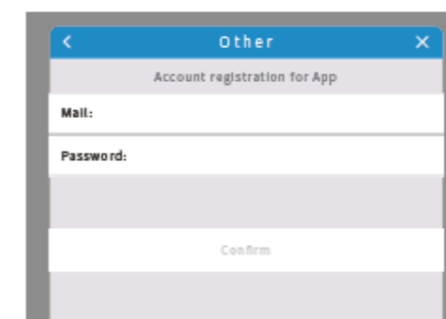 Other
Account registration for App
Mail:
Password:
Confirm